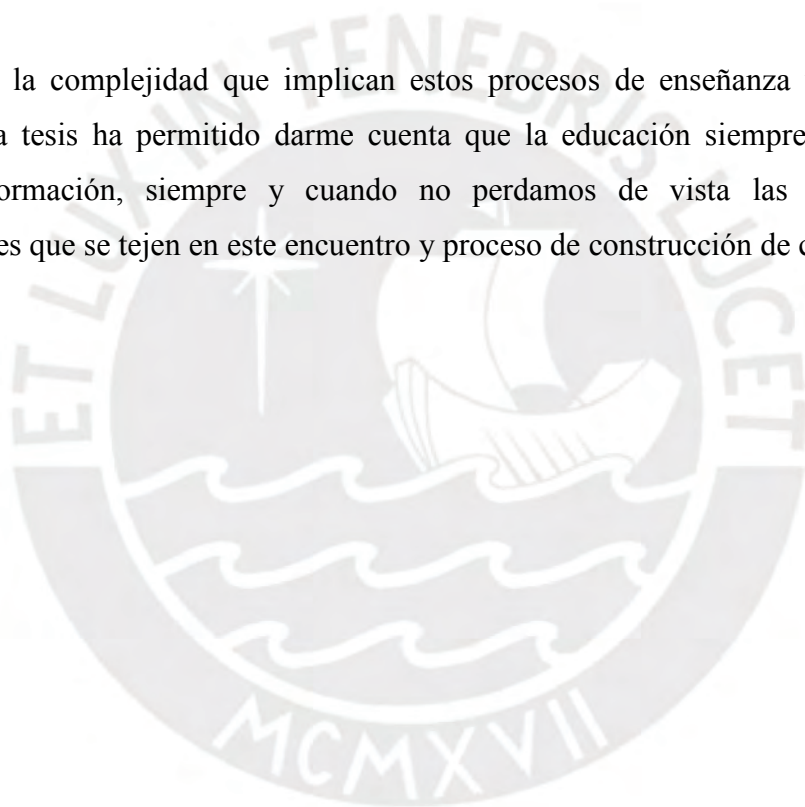 la complejidad que implican estos procesos de enseñanza
tesis ha permitido darme cuenta que la educación siempre
ormación, siempre y cuando no perdamos de vista las
es que se tejen en este encuentro y proceso de construcción de
ET LUX IN TENEBRIS LUCET
MCMXVII